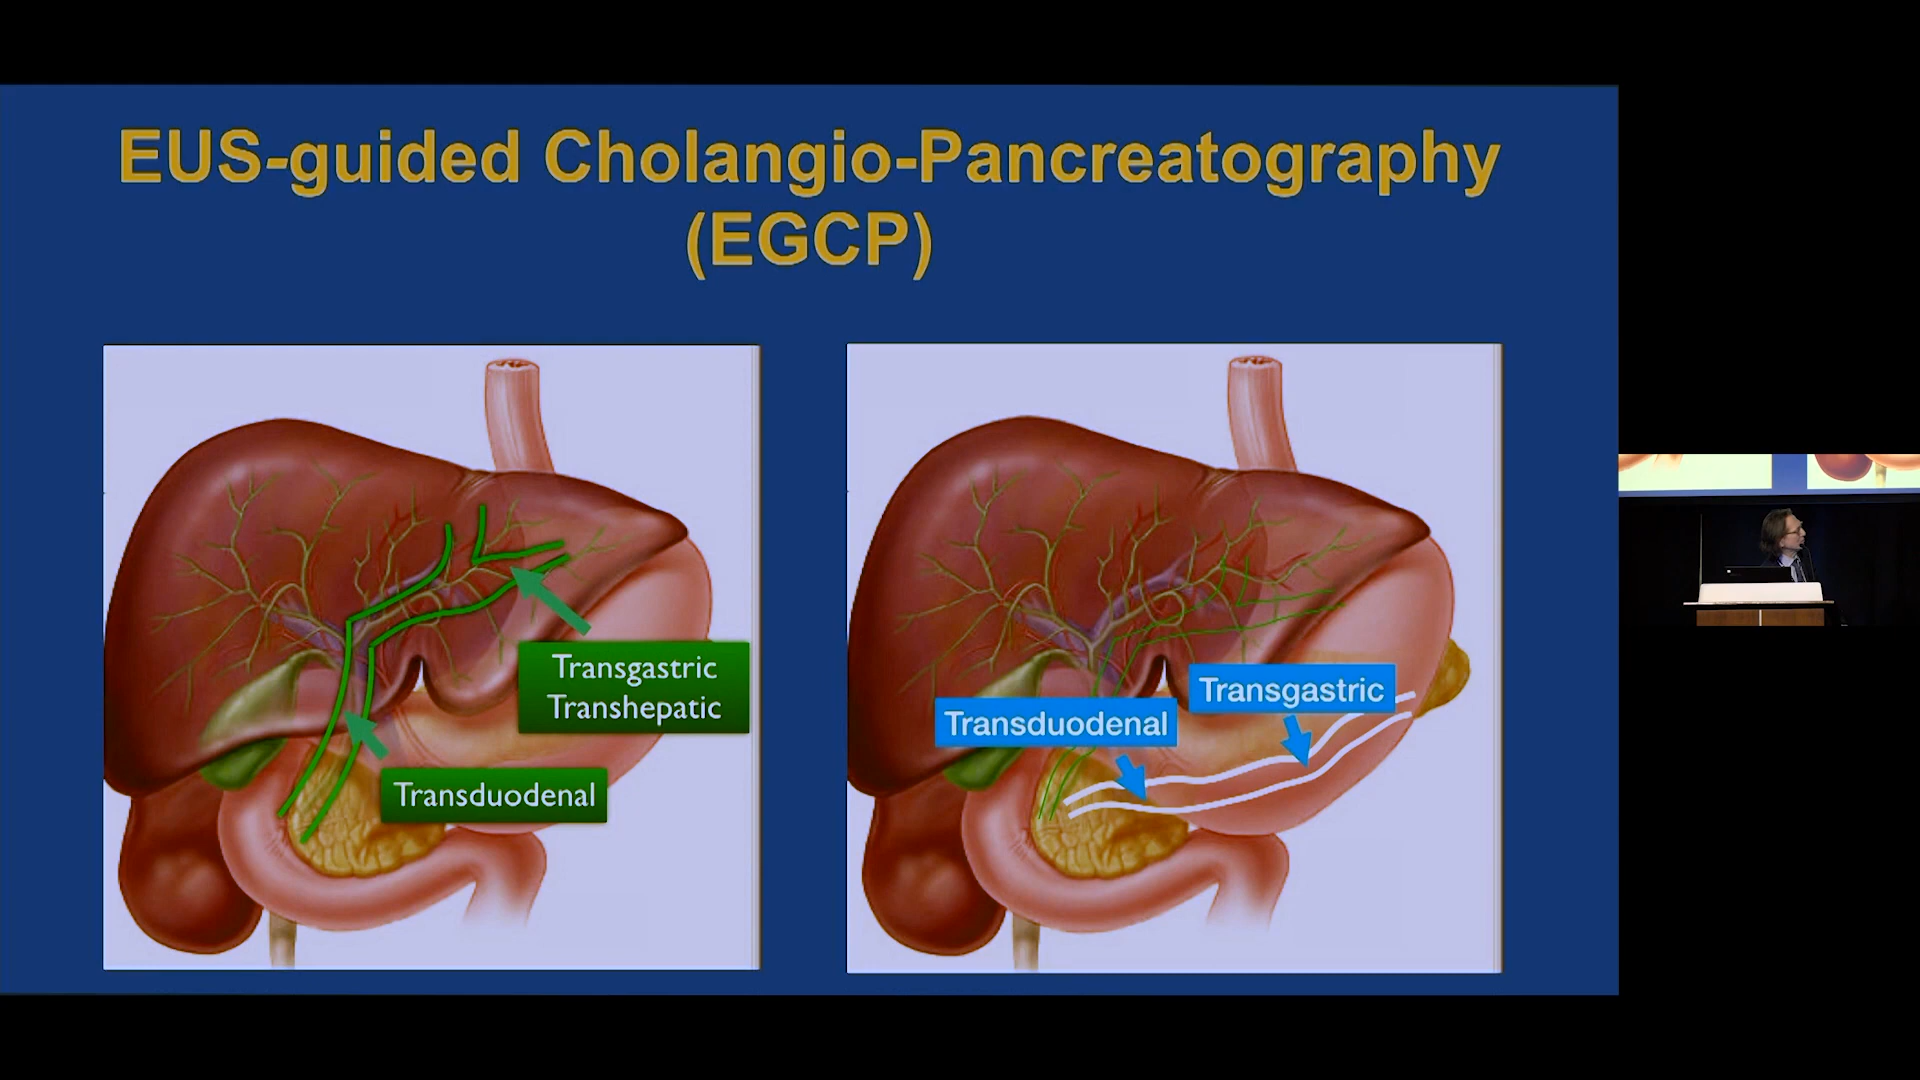 EUS-guided Cholangio-Pancreatography
(EGCP)
Transgastric
Transhepatic
Transduodenal
Transgastric
Transduodenal